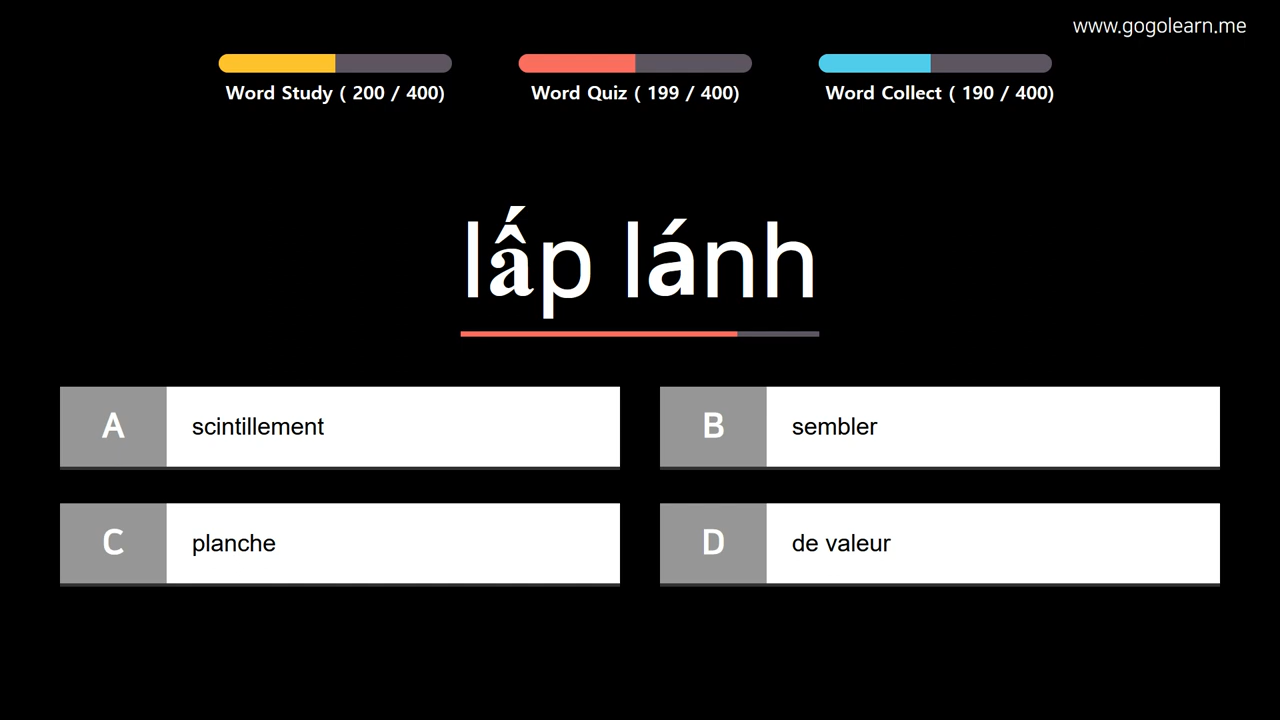 www.gogolearn.me
Word Study ( 200 / 400)
Word Quiz ( 199 / 400)
Word Collect ( 190 / 400)
lấp lánh
A scintillement
B sembler
C planche
D de valeur